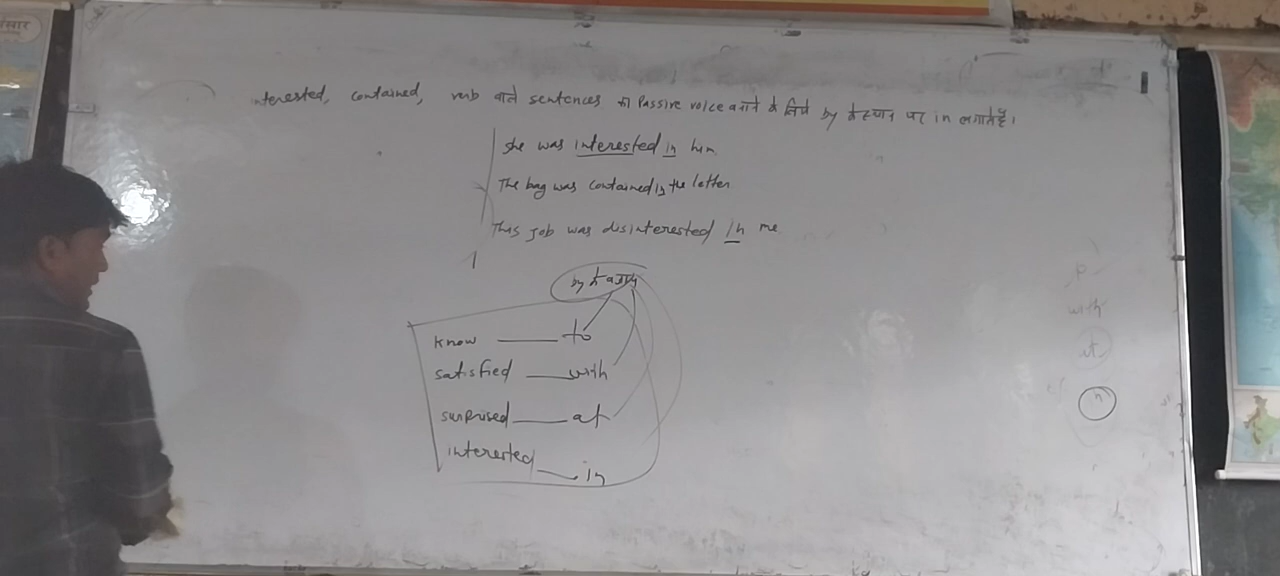 संसार
nterested, contained, verb वाले sentences का Passive voice बनाने के लिये by के स्थान पर in लगाते हैं।
She was interested in him
The bag was contained in the letter
This job was disinterested in me
by के बजाय
know to
satisfied with
surprised at
interested in
with
at
in